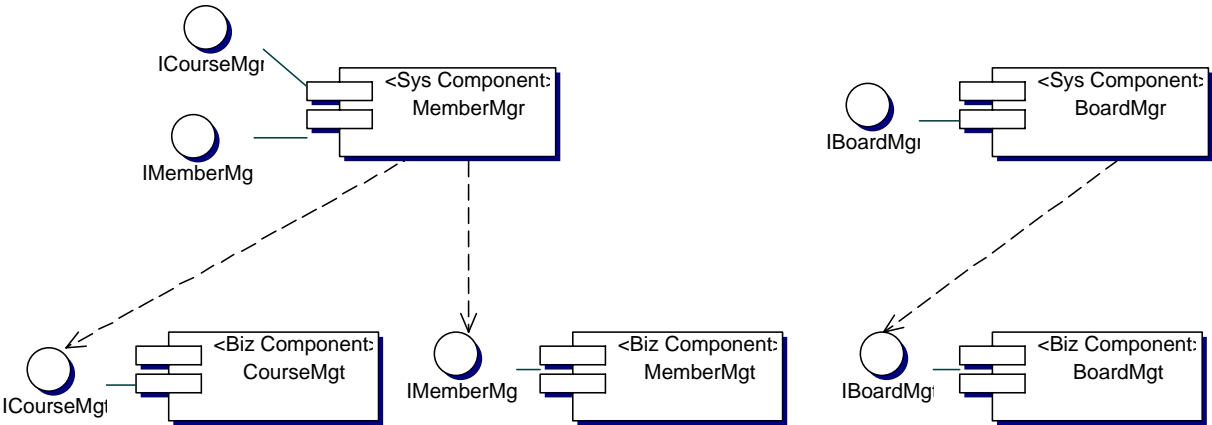 ICourseMgr
<Sys Component>
MemberMgr
IMemberMg
<Sys Component>
BoardMgr
IBoardMgr
<Biz Component>
CourseMgt
ICourseMgt
<Biz Component>
MemberMgt
IMemberMg
<Biz Component>
BoardMgt
IBoardMgt